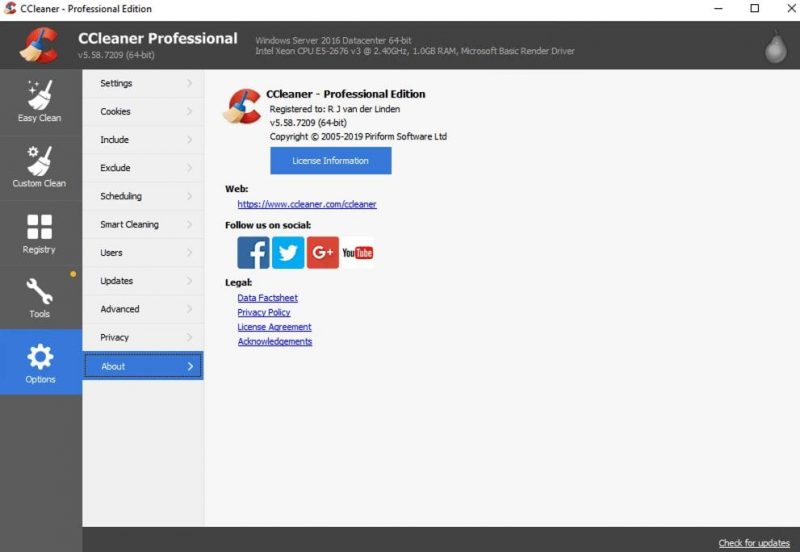 CCleaner - Professional Edition
CCleaner Professional
v5.58.7209 (64-bit)
Windows Server 2016 Datacenter 64-bit
Intel Xeon CPU E5-2676 v3 @ 2.40GHz, 1.0GB RAM, Microsoft Basic Render Driver
Easy Clean
Custom Clean
Registry
Tools
Options
Settings
Cookies
Include
Exclude
Scheduling
Smart Cleaning
Users
Updates
Advanced
Privacy
About
CCleaner - Professional Edition
Registered to: R J van der Linden
v5.58.7209 (64-bit)
Copyright © 2005-2019 Piriform Software Ltd
License Information
Web:
https://www.ccleaner.com/ccleaner
Follow us on social:
f
G+
You Tube
Legal:
Data Factsheet
Privacy Policy
License Agreement
Acknowledgements
Check for updates